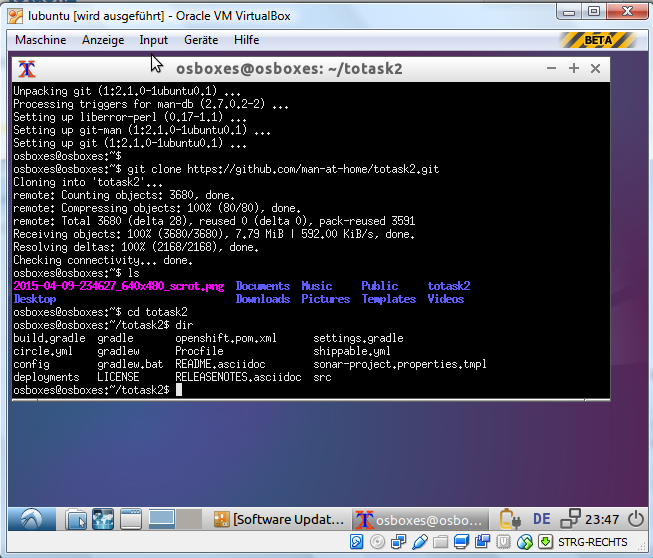 lubuntu [wird ausgeführt] - Oracle VM VirtualBox
Maschine Anzeige Input Geräte Hilfe BETA
osboxes@osboxes: ~/totask2
Unpacking git (1:2.1.0-1ubuntu0.1) ...
Processing triggers for man-db (2.7.0.2-2) ...
Setting up liberror-perl (0.17-1.1) ...
Setting up git-man (1:2.1.0-1ubuntu0.1) ...
Setting up git (1:2.1.0-1ubuntu0.1) ...
osboxes@osboxes:~$
osboxes@osboxes:~$ git clone https://github.com/man-at-home/totask2.git
Cloning into 'totask2'...
remote: Counting objects: 3680, done.
remote: Compressing objects: 100% (80/80), done.
remote: Total 3680 (delta 28), reused 0 (delta 0), pack-reused 3591
Receiving objects: 100% (3680/3680), 7.79 MiB | 592.00 KiB/s, done.
Resolving deltas: 100% (2168/2168), done.
Checking connectivity... done.
osboxes@osboxes:~$ ls
2015-04-09-234627_640x480_scrot.png Documents Music Public totask2
Desktop Downloads Pictures Templates Videos
osboxes@osboxes:~$ cd totask2
osboxes@osboxes:~/totask2$ dir
build.gradle gradle openshift.pom.xml settings.gradle
circle.yml gradlew Procfile shippable.yml
config gradlew.bat README.asciidoc sonar-project.properties.tmpl
deployments LICENSE RELEASENOTES.asciidoc src
osboxes@osboxes:~/totask2$
[Software Updat... osboxes@osbo... DE 23:47
STRG-RECHTS